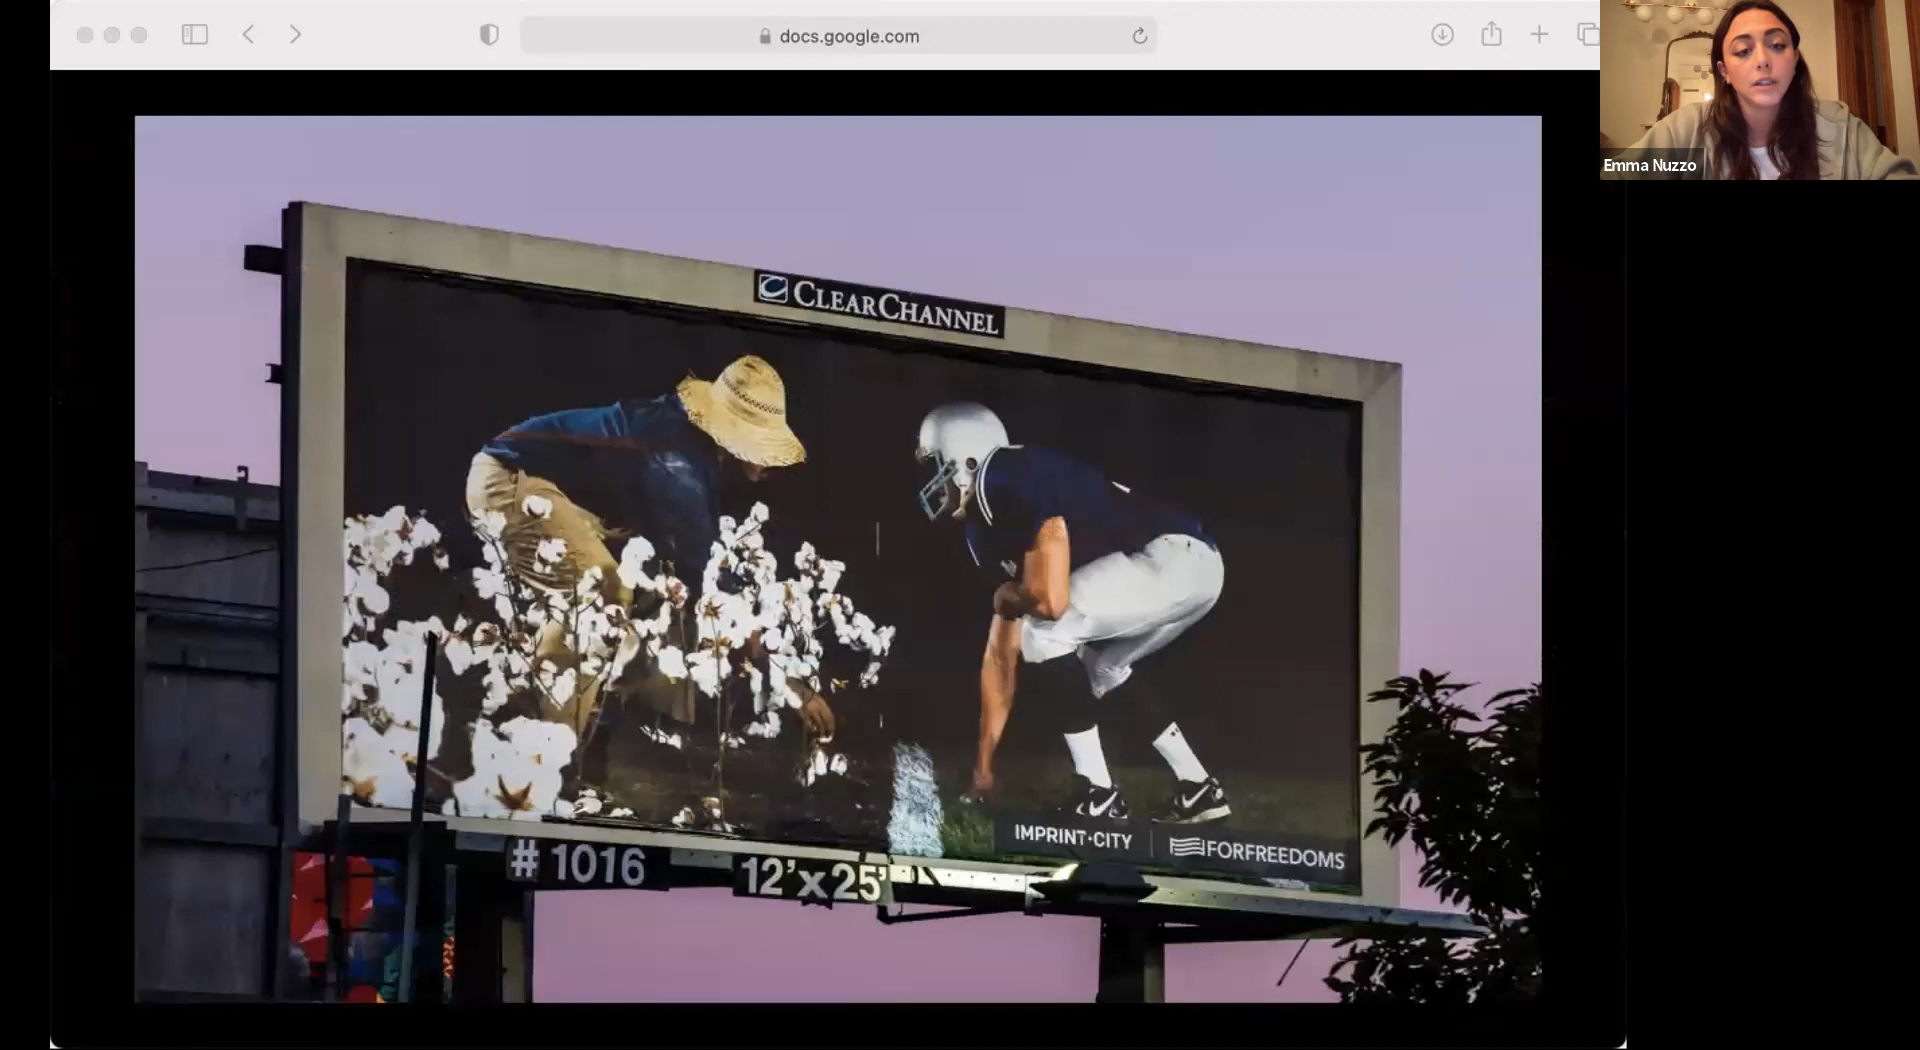 docs.google.com
Emma Nuzzo
CLEARCHANNEL
IMPRINT·CITY
FORFREEDOMS
# 1016
12'x25'